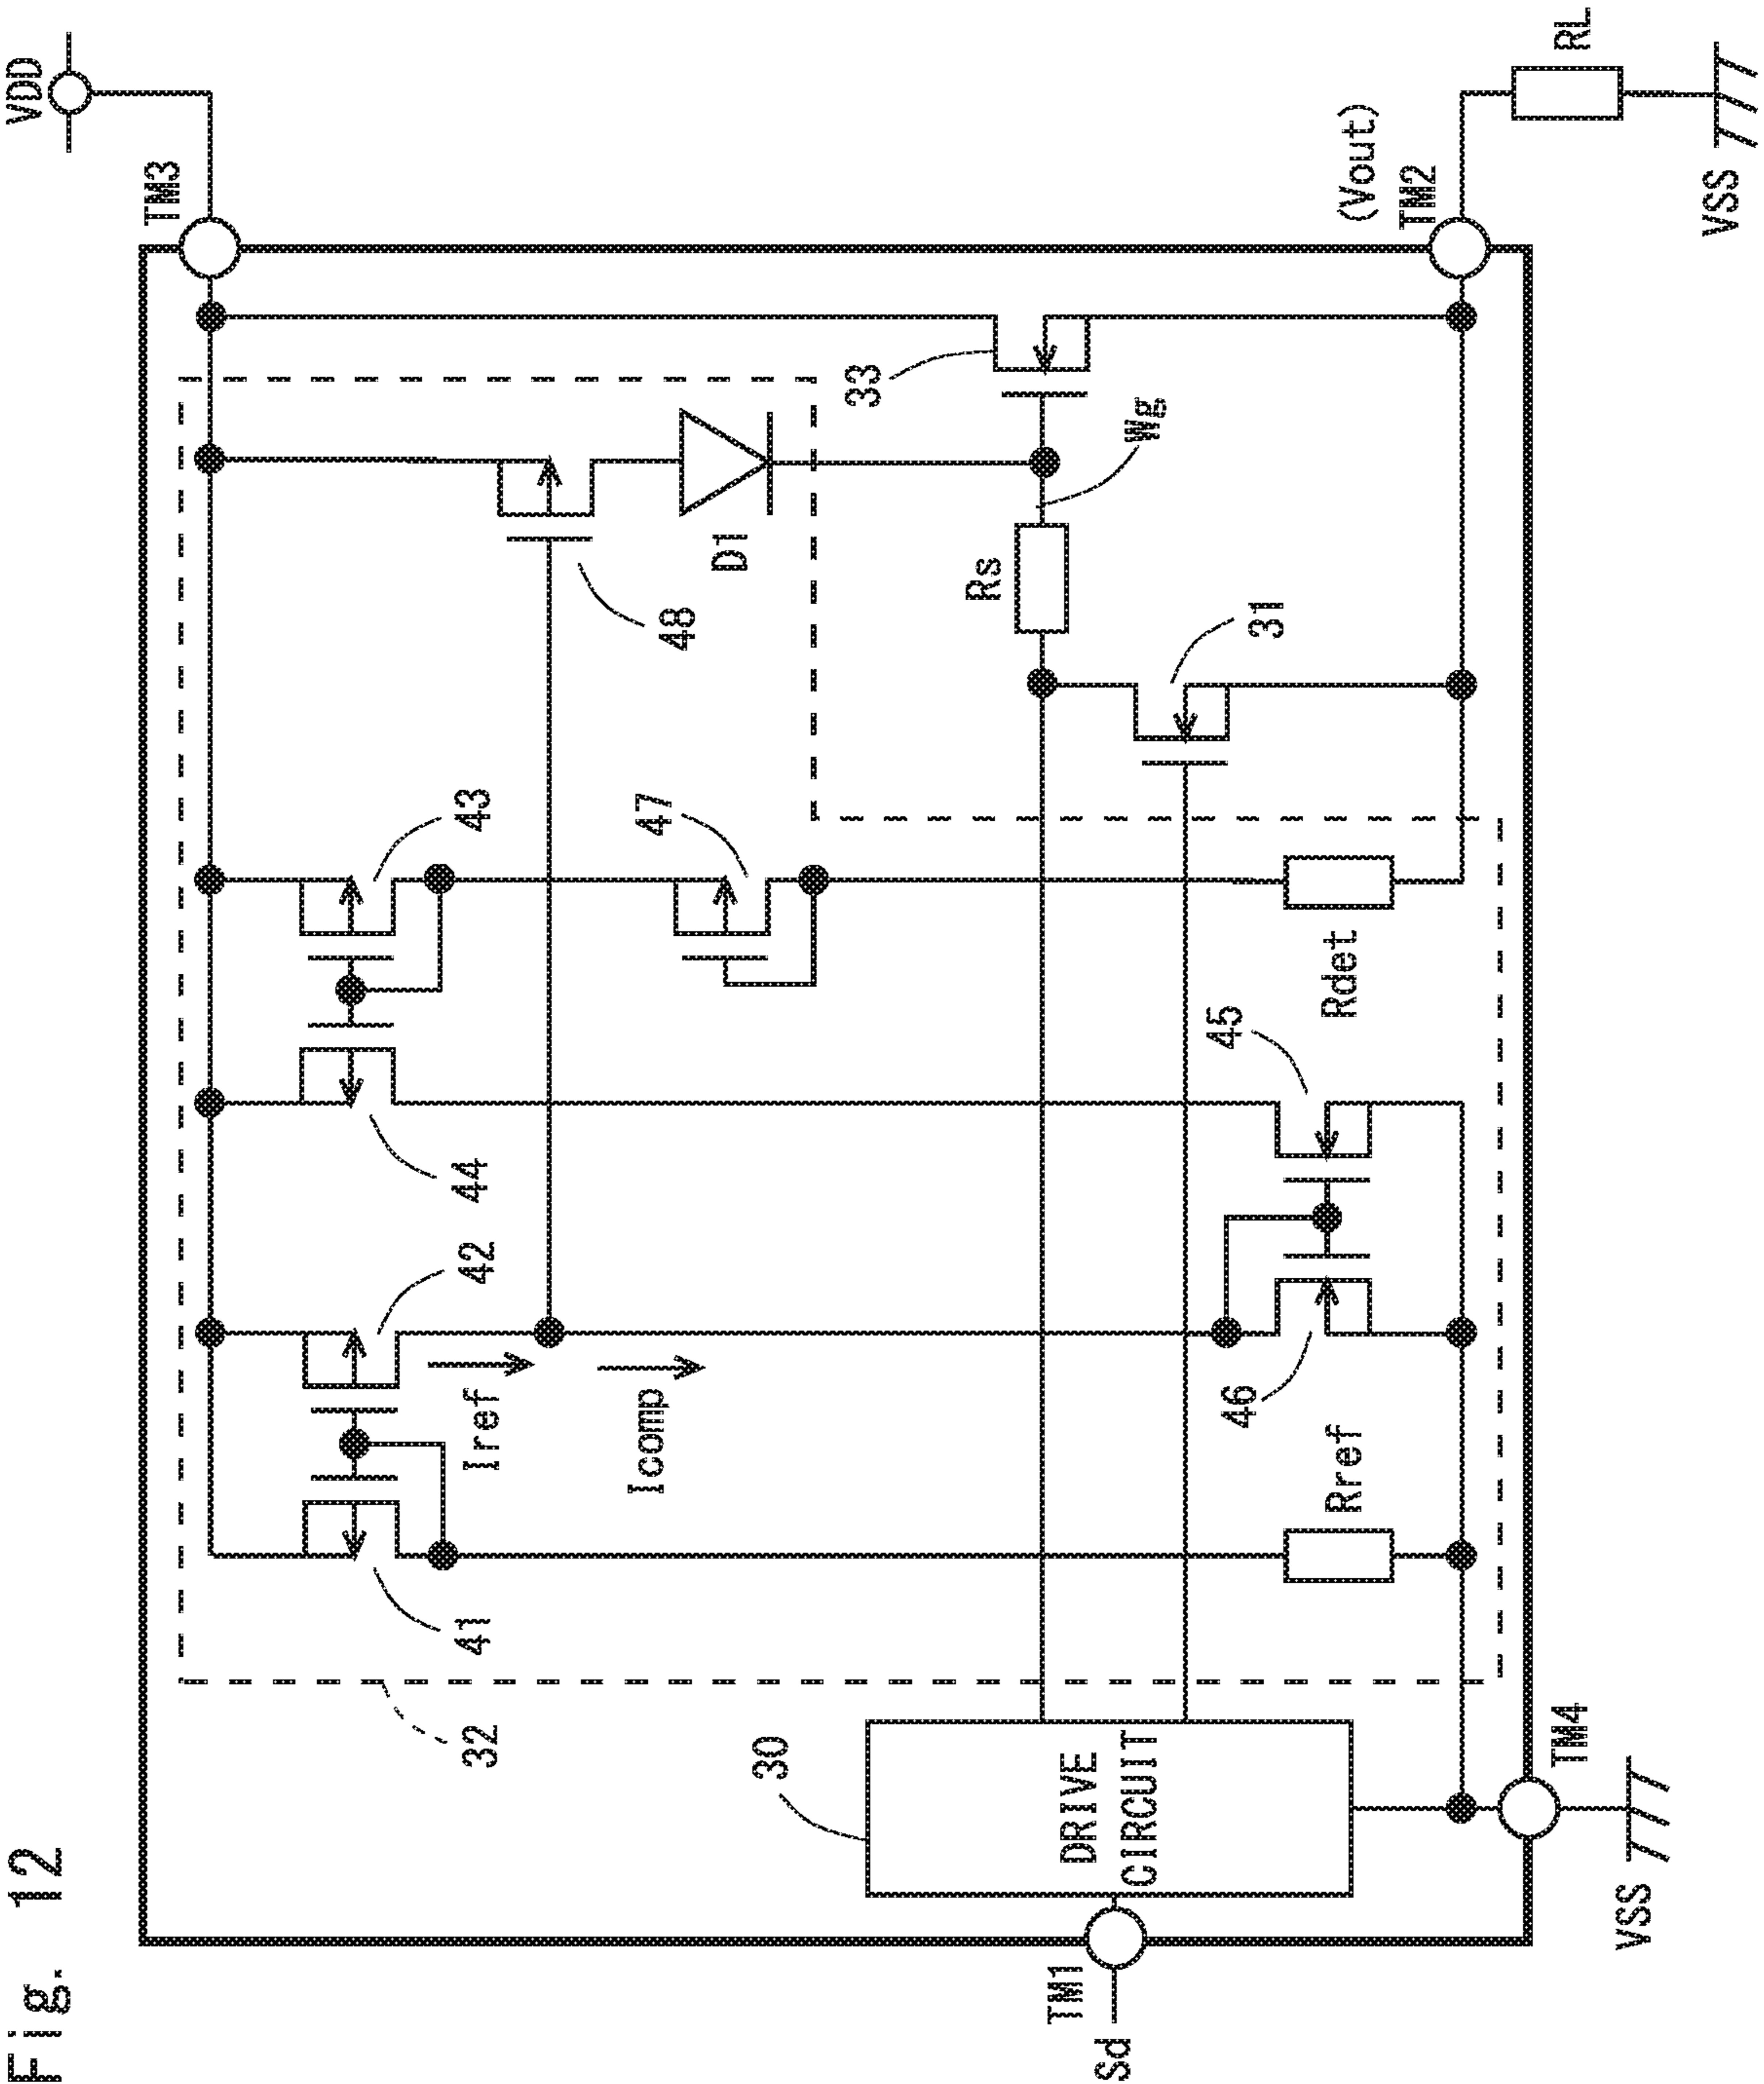 Fig. 12
VDD
TM3
32
41
42
44
43
48
Iref
Icomp
47
D1
30
DRIVE
CIRCUIT
TM1
Sd
Rs
Wg
33
31
46
45
Rref
Rdet
(Vout)
TM2
RL
TM4
VSS
VSS